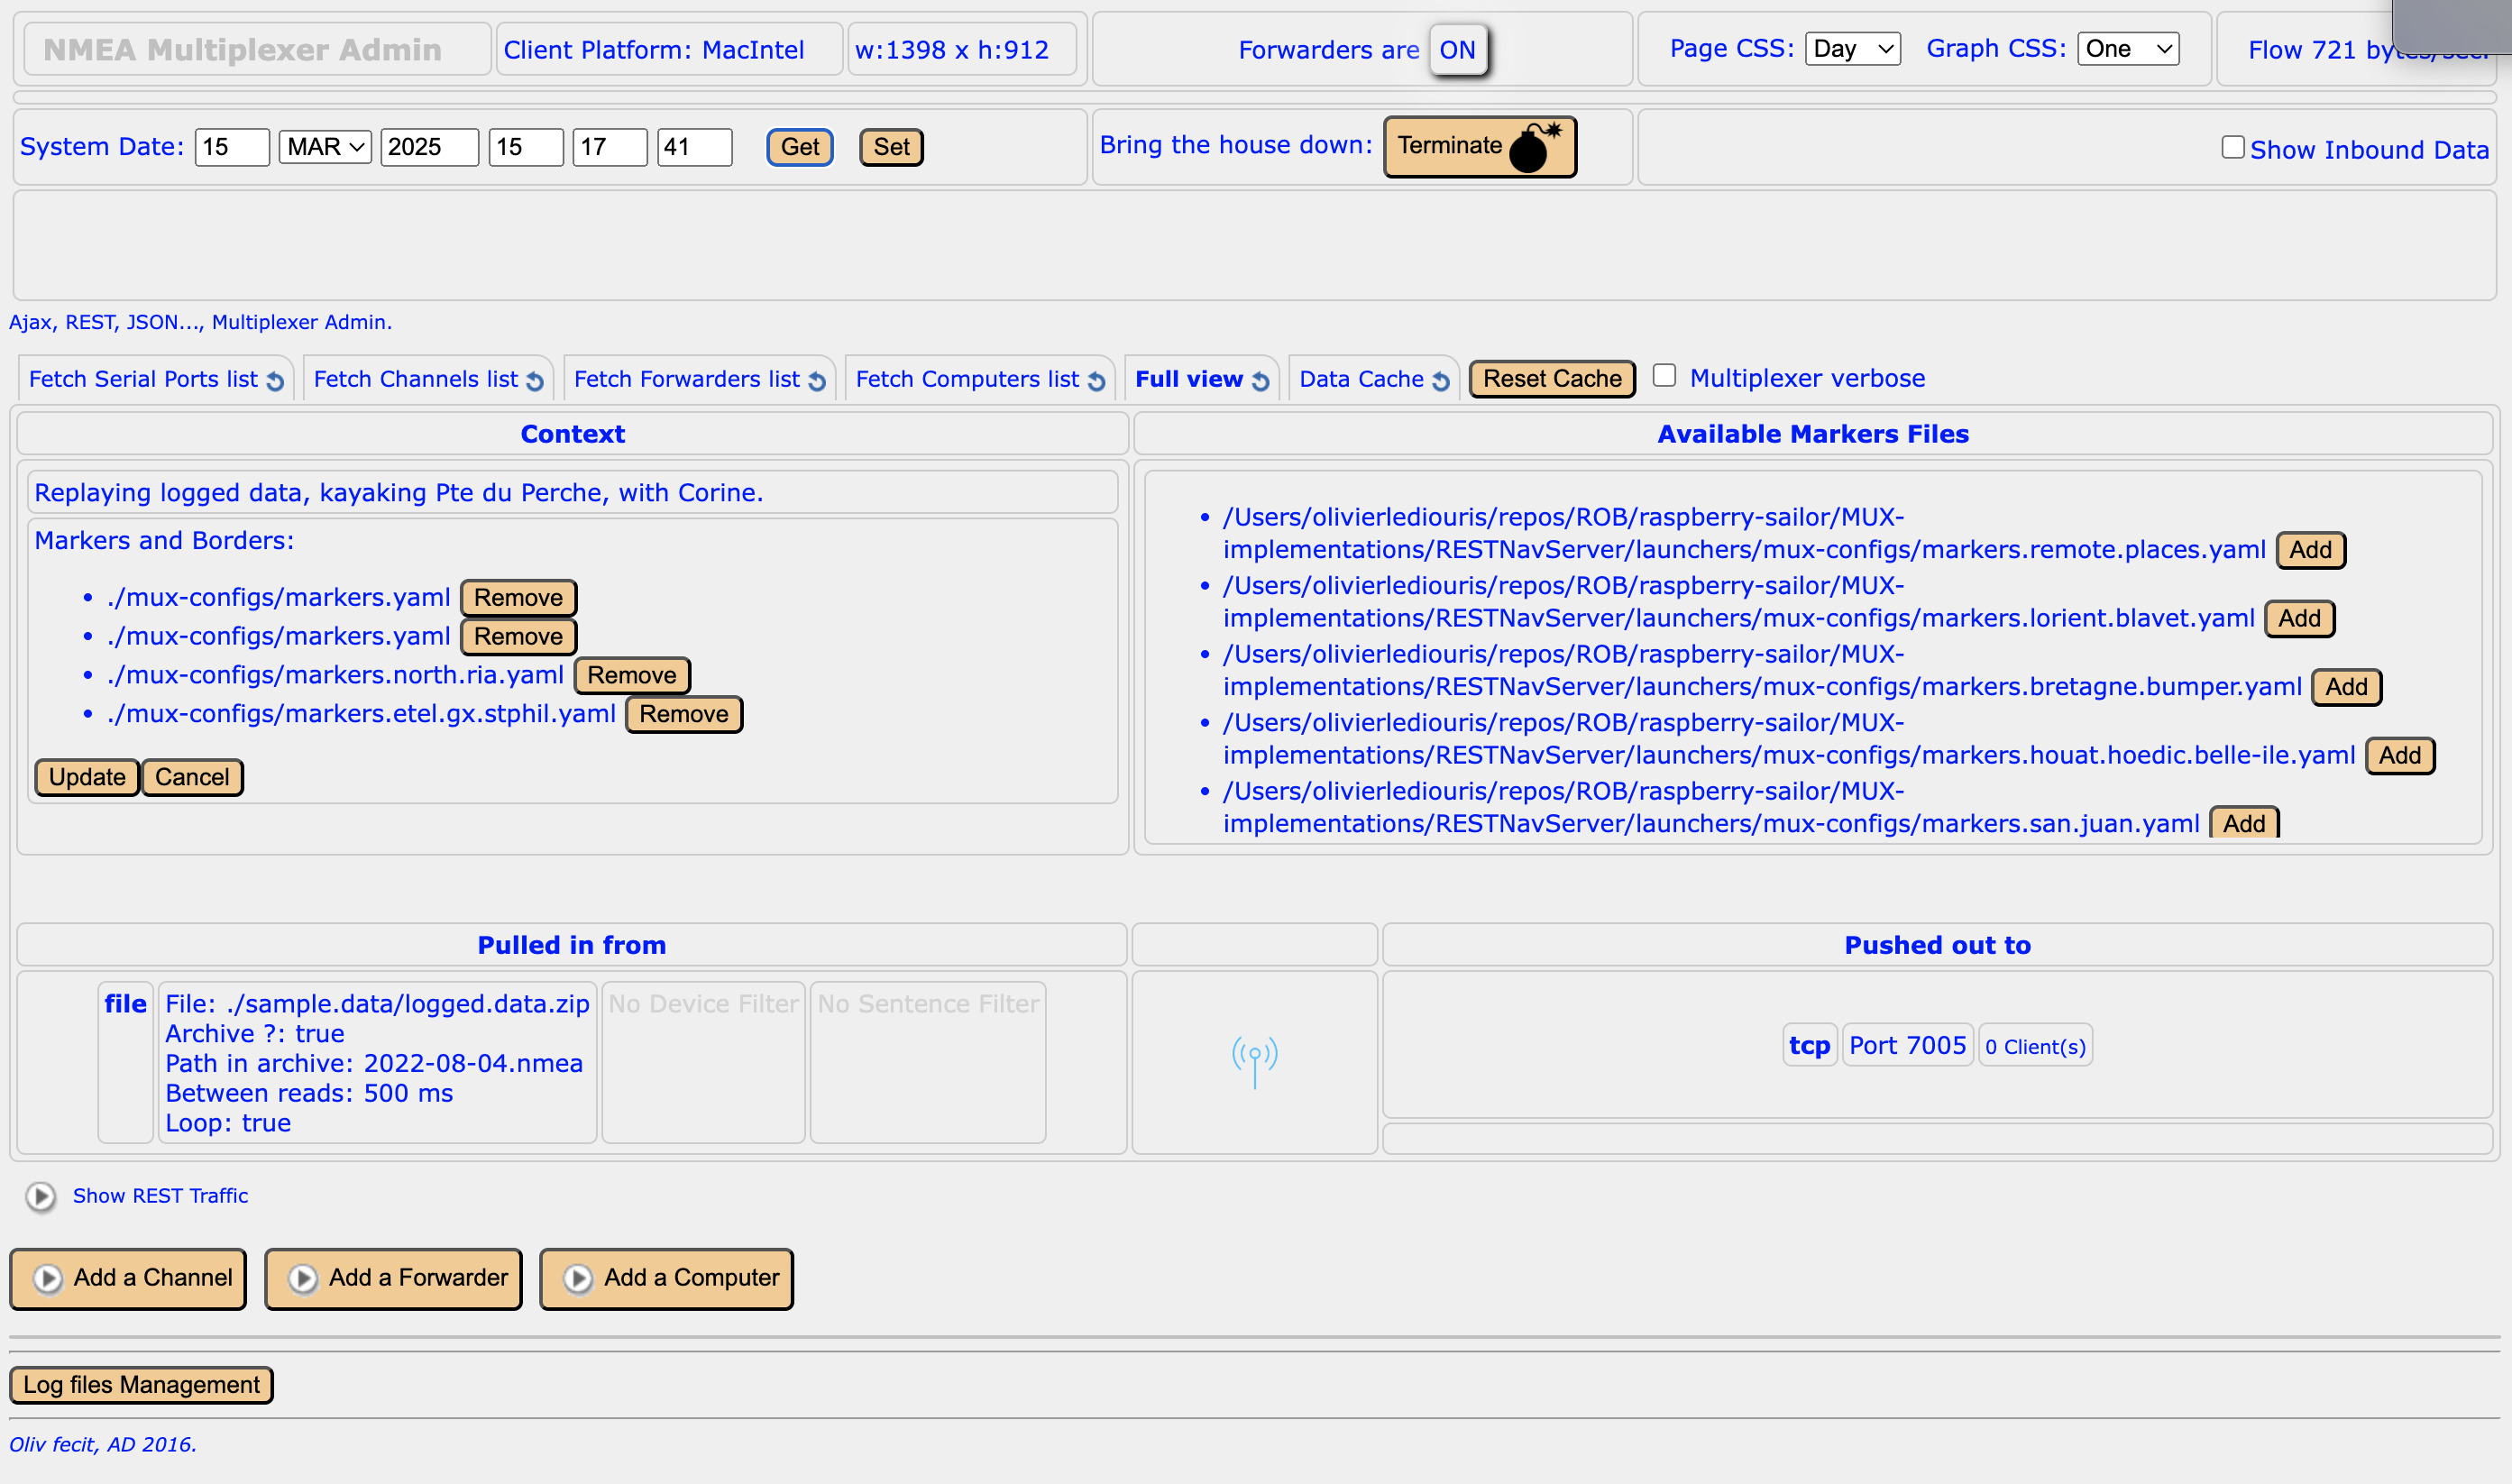 NMEA Multiplexer Admin Client Platform: MacIntel w:1398 x h:912 Forwarders are ON Page CSS: Day Graph CSS: One Flow 721
System Date: 15 MAR 2025 15 17 41 Get Set Bring the house down: Terminate Show Inbound Data
Ajax, REST, JSON..., Multiplexer Admin.
Fetch Serial Ports list Fetch Channels list Fetch Forwarders list Fetch Computers list Full view Data Cache Reset Cache Multiplexer verbose
Context
Replaying logged data, kayaking Pte du Perche, with Corine.
Markers and Borders:
• ./mux-configs/markers.yaml Remove
• ./mux-configs/markers.yaml Remove
• ./mux-configs/markers.north.ria.yaml Remove
• ./mux-configs/markers.etel.gx.stphil.yaml Remove
Update Cancel
Available Markers Files
• /Users/olivierlediouris/repos/ROB/raspberry-sailor/MUX-
implementations/RESTNavServer/launchers/mux-configs/markers.remote.places.yaml Add
• /Users/olivierlediouris/repos/ROB/raspberry-sailor/MUX-
implementations/RESTNavServer/launchers/mux-configs/markers.lorient.blavet.yaml Add
• /Users/olivierlediouris/repos/ROB/raspberry-sailor/MUX-
implementations/RESTNavServer/launchers/mux-configs/markers.bretagne.bumper.yaml Add
• /Users/olivierlediouris/repos/ROB/raspberry-sailor/MUX-
implementations/RESTNavServer/launchers/mux-configs/markers.houat.hoedic.belle-ile.yaml Add
• /Users/olivierlediouris/repos/ROB/raspberry-sailor/MUX-
implementations/RESTNavServer/launchers/mux-configs/markers.san.juan.yaml Add
Pulled in from
file
File: ./sample.data/logged.data.zip
Archive ?: true
Path in archive: 2022-08-04.nmea
Between reads: 500 ms
Loop: true
No Device Filter
No Sentence Filter
Pushed out to
tcp Port 7005 0 Client(s)
Show REST Traffic
Add a Channel Add a Forwarder Add a Computer
Log files Management
Oliv fecit, AD 2016.